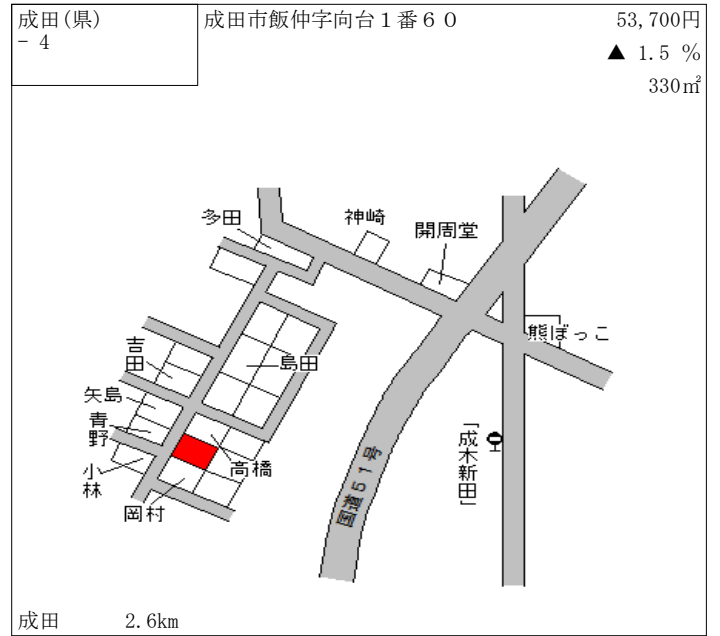 成田(県)
- 4
成田市飯仲字向台１番６０
53,700円
▲ 1.5 %
330㎡
多田
神崎
開周堂
熊ぼっこ
吉田
島田
矢島
青野
「成木新田」
国道５１号
高橋
小林
岡村
成田 2.6km